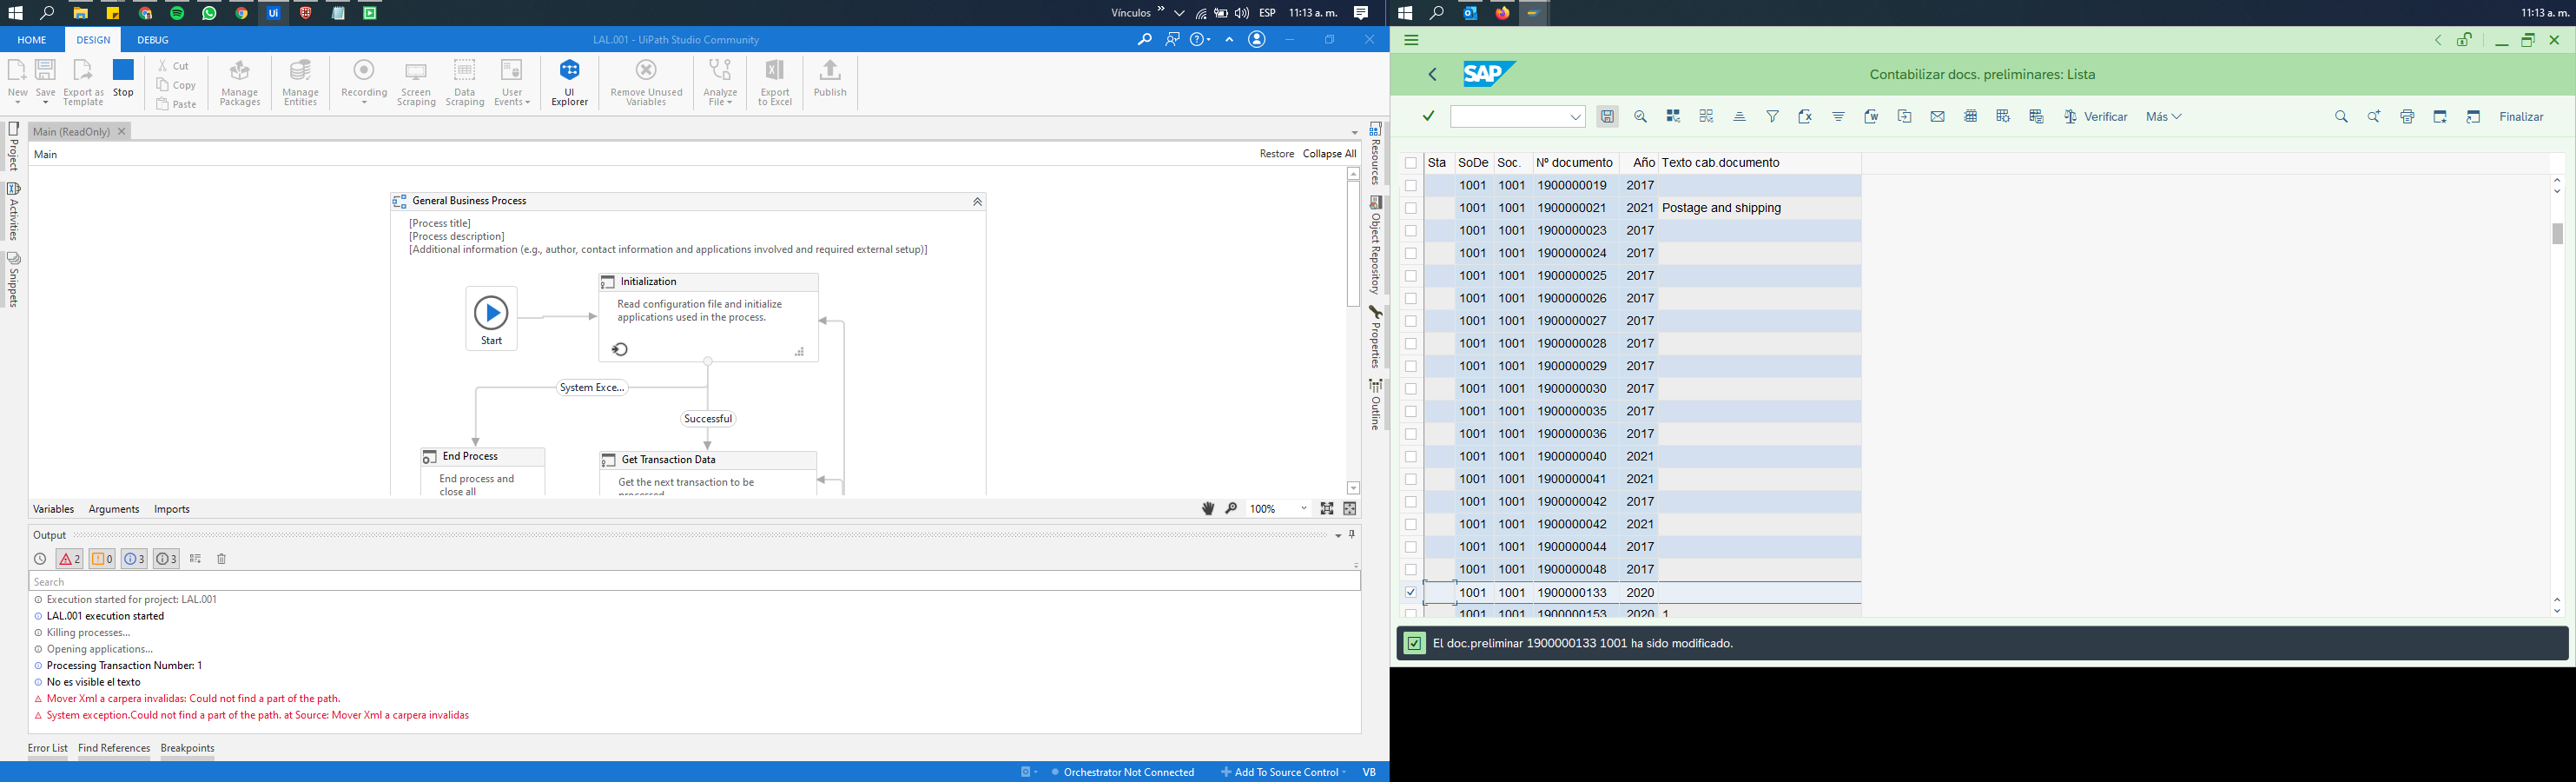 Vínculos
ESP
11:13 a. m.
HOME
DESIGN
DEBUG
LAL.001 - UiPath Studio Community
New
Save
Export as Template
Stop
Cut
Copy
Paste
Manage Packages
Manage Entities
Recording
Screen Scraping
Data Scraping
User Events
UI Explorer
Remove Unused Variables
Analyze File
Export to Excel
Publish
Project
Activities
Snippets
Main (ReadOnly)
Main
Restore
Collapse All
General Business Process
[Process title]
[Process description]
[Additional information (e.g., author, contact information and applications involved and required external setup)]
Start
Initialization
Read configuration file and initialize
applications used in the process.
System Exce...
Successful
End Process
End process and
close all
Get Transaction Data
Get the next transaction to be
processed
Resources
Object Repository
Properties
Outline
Variables
Arguments
Imports
100%
Output
2
0
3
3
Search
Execution started for project: LAL.001
LAL.001 execution started
Killing processes...
Opening applications...
Processing Transaction Number: 1
No es visible el texto
Mover Xml a carpera invalidas: Could not find a part of the path.
System exception.Could not find a part of the path. at Source: Mover Xml a carpera invalidas
Error List
Find References
Breakpoints
Orchestrator Not Connected
Add To Source Control
VB
11:13 a. m.
SAP
Contabilizar docs. preliminares: Lista
Verificar
Más
Finalizar
Sta SoDe Soc. Nº documento Año Texto cab.documento
1001 1001 1900000019 2017
1001 1001 1900000021 2021 Postage and shipping
1001 1001 1900000023 2017
1001 1001 1900000024 2017
1001 1001 1900000025 2017
1001 1001 1900000026 2017
1001 1001 1900000027 2017
1001 1001 1900000028 2017
1001 1001 1900000029 2017
1001 1001 1900000030 2017
1001 1001 1900000035 2017
1001 1001 1900000036 2017
1001 1001 1900000040 2021
1001 1001 1900000041 2021
1001 1001 1900000042 2017
1001 1001 1900000042 2021
1001 1001 1900000044 2017
1001 1001 1900000048 2017
1001 1001 1900000133 2020
1001 1001 1900000153 2020 1
El doc.preliminar 1900000133 1001 ha sido modificado.